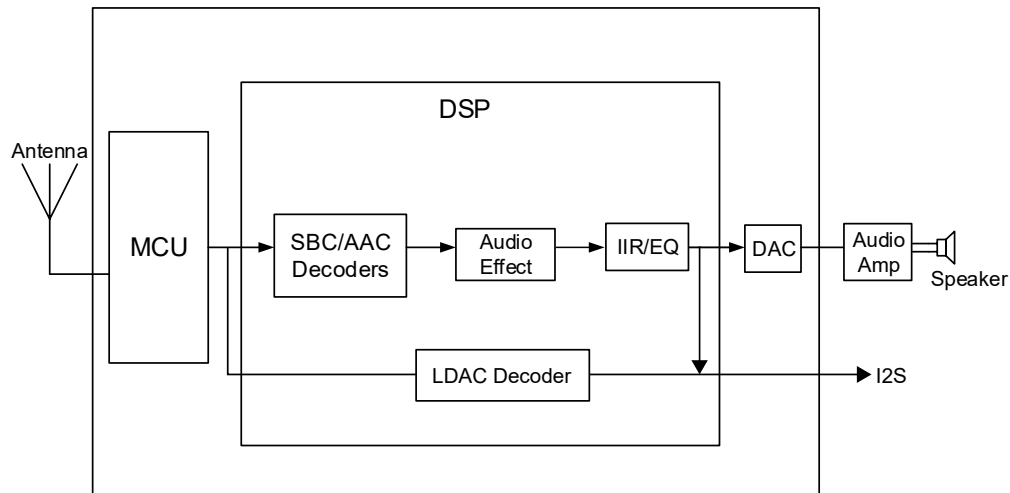 DSP
Antenna
MCU
SBC/AAC
Decoders
Audio
Effect
IIR/EQ
DAC
Audio
Amp
Speaker
LDAC Decoder
I2S